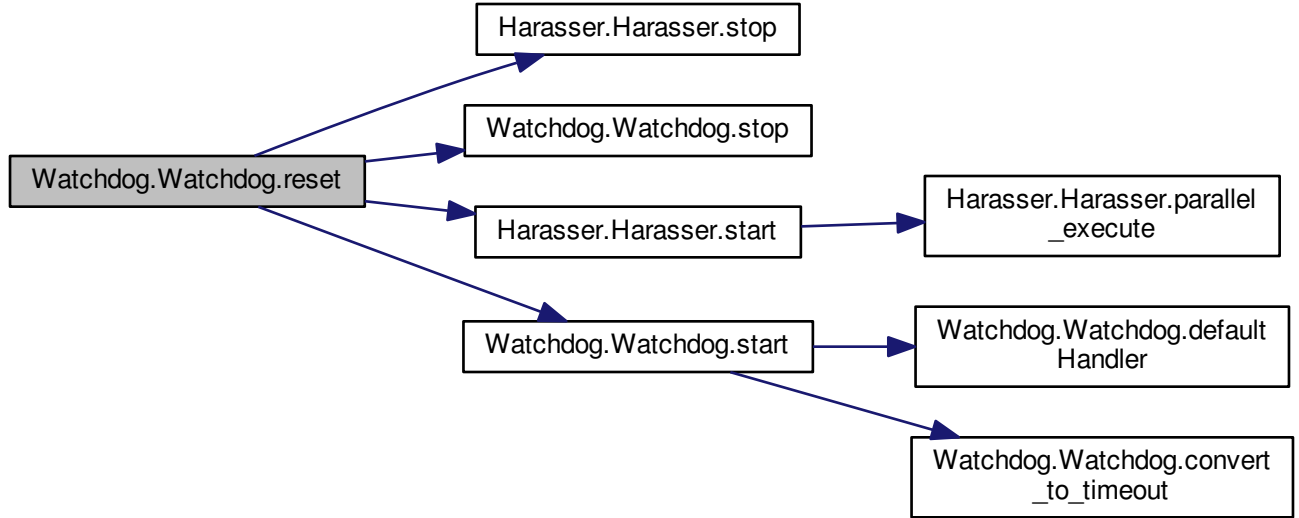 Harasser.Harasser.stop
Watchdog.Watchdog.stop
Watchdog.Watchdog.reset
Harasser.Harasser.start
Harasser.Harasser.parallel
_execute
Watchdog.Watchdog.start
Watchdog.Watchdog.default
Handler
Watchdog.Watchdog.convert
_to_timeout